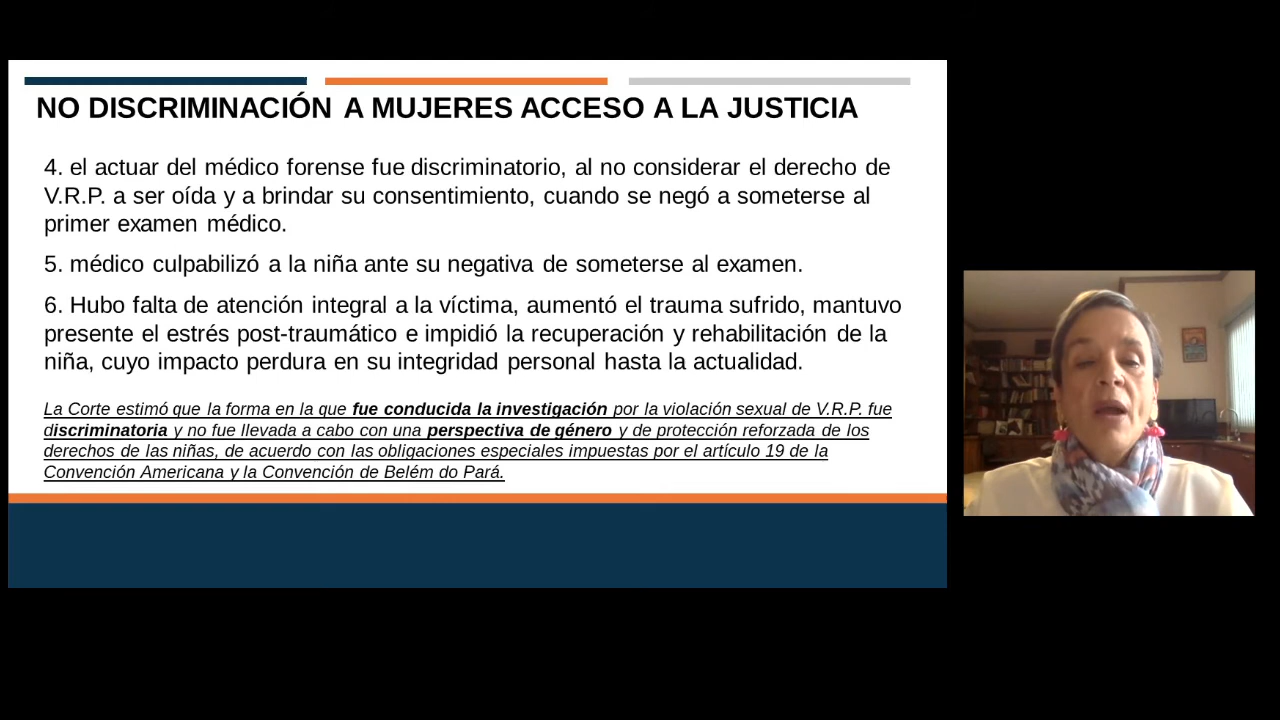 NO DISCRIMINACIÓN A MUJERES ACCESO A LA JUSTICIA
4. el actuar del médico forense fue discriminatorio, al no considerar el derecho de
V.R.P. a ser oída y a brindar su consentimiento, cuando se negó a someterse al
primer examen médico.
5. médico culpabilizó a la niña ante su negativa de someterse al examen.
6. Hubo falta de atención integral a la víctima, aumentó el trauma sufrido, mantuvo
presente el estrés post-traumático e impidió la recuperación y rehabilitación de la
niña, cuyo impacto perdura en su integridad personal hasta la actualidad.
La Corte estimó que la forma en la que fue conducida la investigación por la violación sexual de V.R.P. fue
discriminatoria y no fue llevada a cabo con una perspectiva de género y de protección reforzada de los
derechos de las niñas, de acuerdo con las obligaciones especiales impuestas por el artículo 19 de la
Convención Americana y la Convención de Belém do Pará.